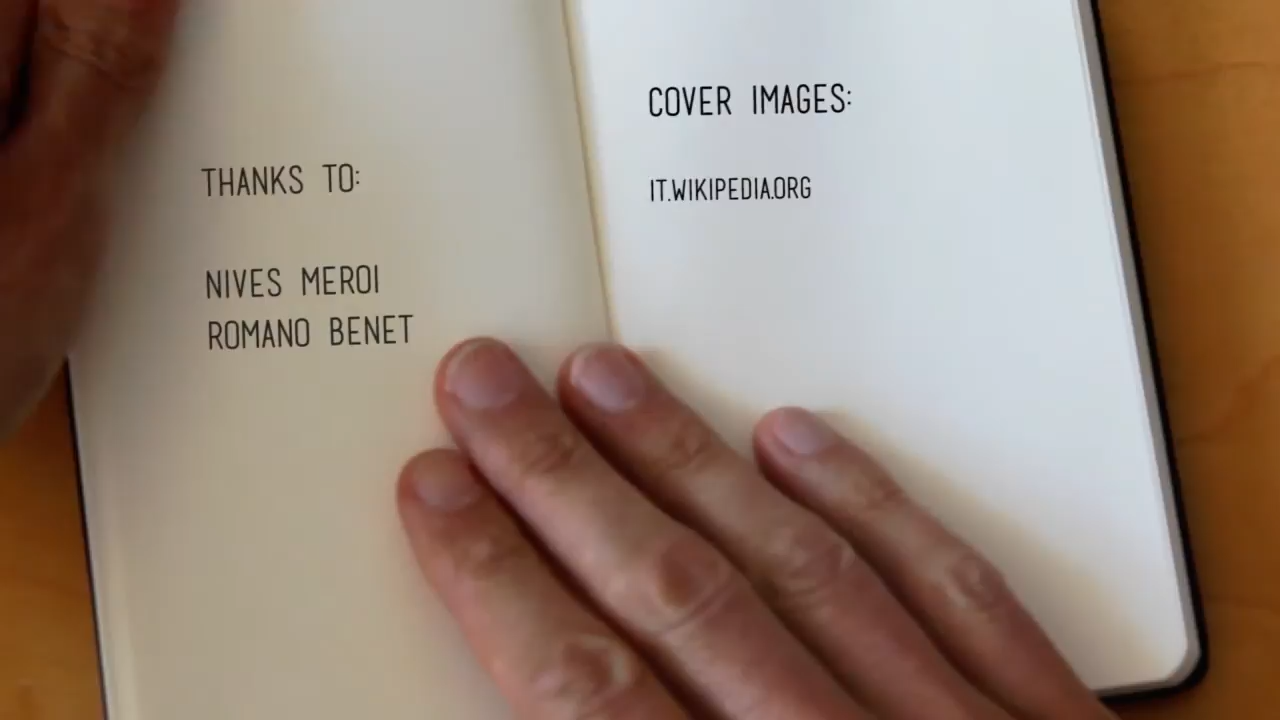 THANKS TO:
NIVES MEROI
ROMANO BENET
COVER IMAGES:
IT.WIKIPEDIA.ORG